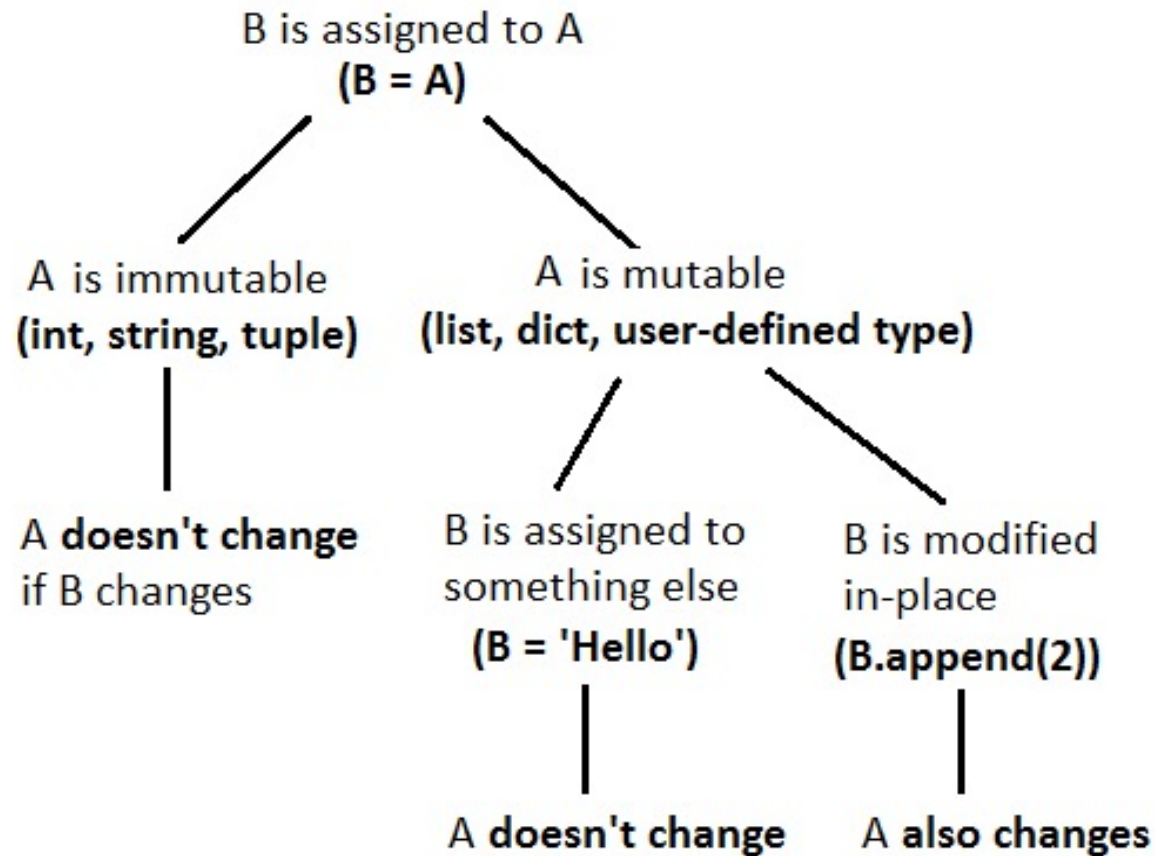 B is assigned to A
(B = A)
A is immutable
(int, string, tuple)
A is mutable
(list, dict, user-defined type)
A doesn't change
if B changes
B is assigned to
something else
(B = 'Hello')
B is modified
in-place
(B.append(2))
A doesn't change
A also changes